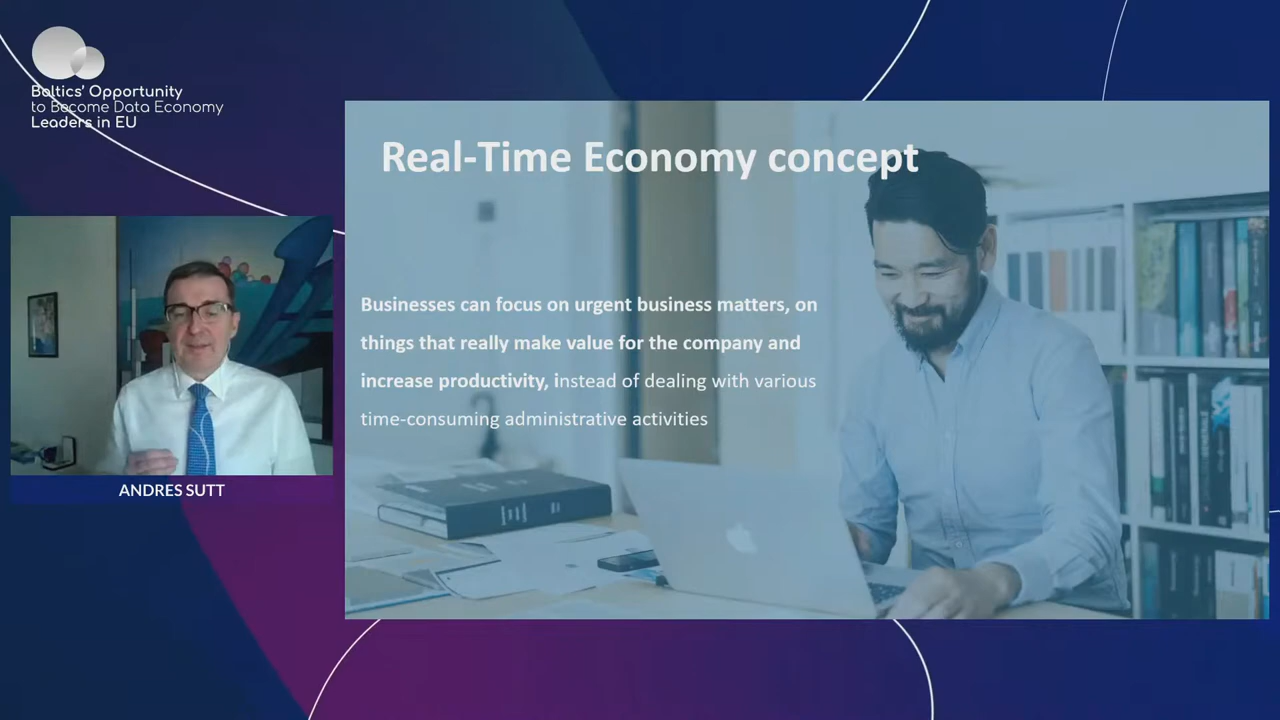 Baltics' Opportunity
to Become Data Economy
Leaders in EU
Real-Time Economy concept
Businesses can focus on urgent business matters, on
things that really make value for the company and
increase productivity, instead of dealing with various
time-consuming administrative activities
ANDRES SUTT